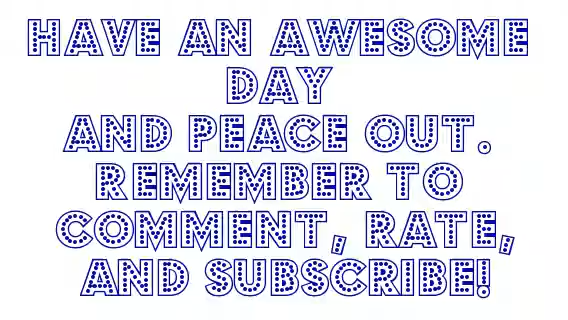 HAVE AN AWESOME
DAY
AND PEACE OUT.
REMEMBER TO
COMMENT, RATE,
AND SUBSCRIBE!